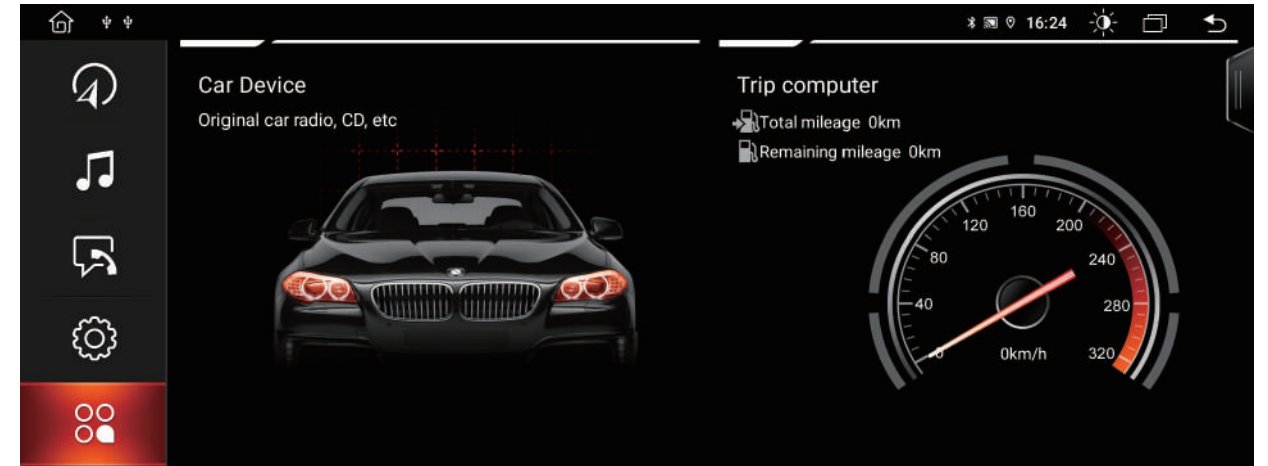 16:24
Car Device
Original car radio, CD, etc
Trip computer
Total mileage 0km
Remaining mileage 0km
160
120 200
80 240
40 280
0 0km/h 320